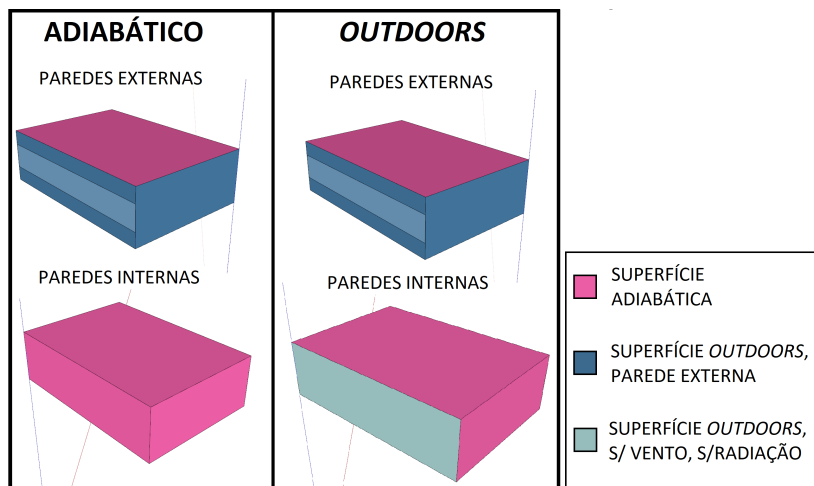 ADIABÁTICO
PAREDES EXTERNAS
PAREDES INTERNAS
OUTDOORS
PAREDES EXTERNAS
PAREDES INTERNAS
SUPERFÍCIE
ADIABÁTICA
SUPERFÍCIE OUTDOORS,
PAREDE EXTERNA
SUPERFÍCIE OUTDOORS,
S/ VENTO, S/RADIAÇÃO